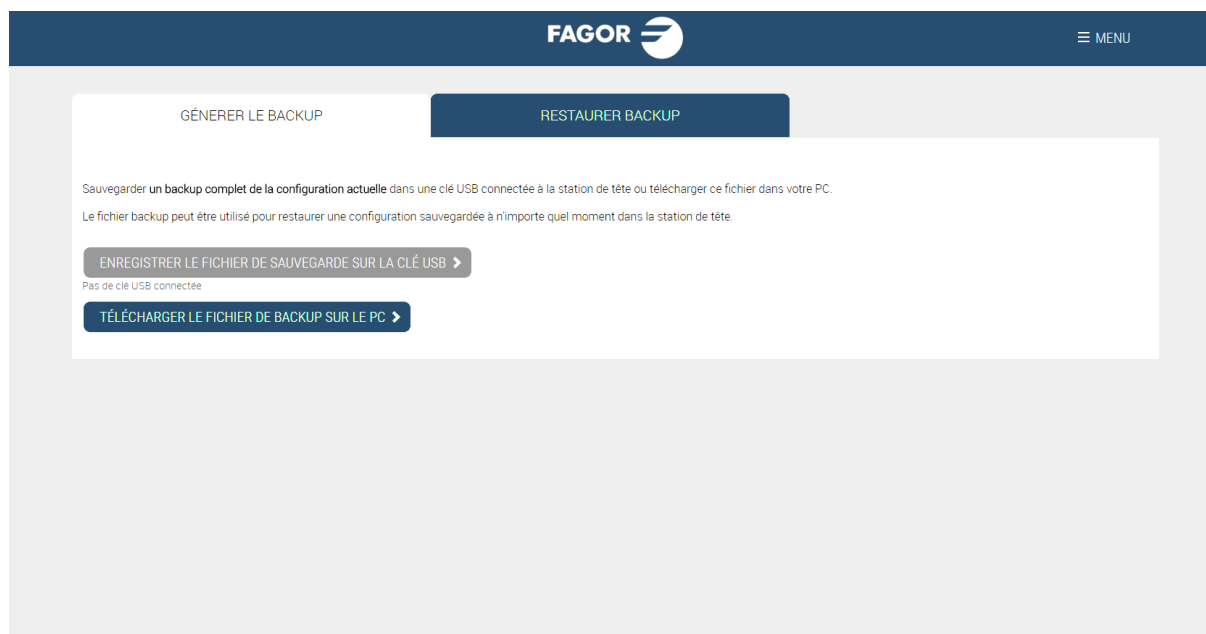 FAGOR
☰ MENU
GÉNERER LE BACKUP
RESTAURER BACKUP
Sauvegarder un backup complet de la configuration actuelle dans une clé USB connectée à la station de tête ou télécharger ce fichier dans votre PC.
Le fichier backup peut être utilisé pour restaurer une configuration sauvegardée à n'importe quel moment dans la station de tête.
ENREGISTRER LE FICHIER DE SAUVEGARDE SUR LA CLÉ USB
Pas de clé USB connectée
TÉLÉCHARGER LE FICHIER DE BACKUP SUR LE PC